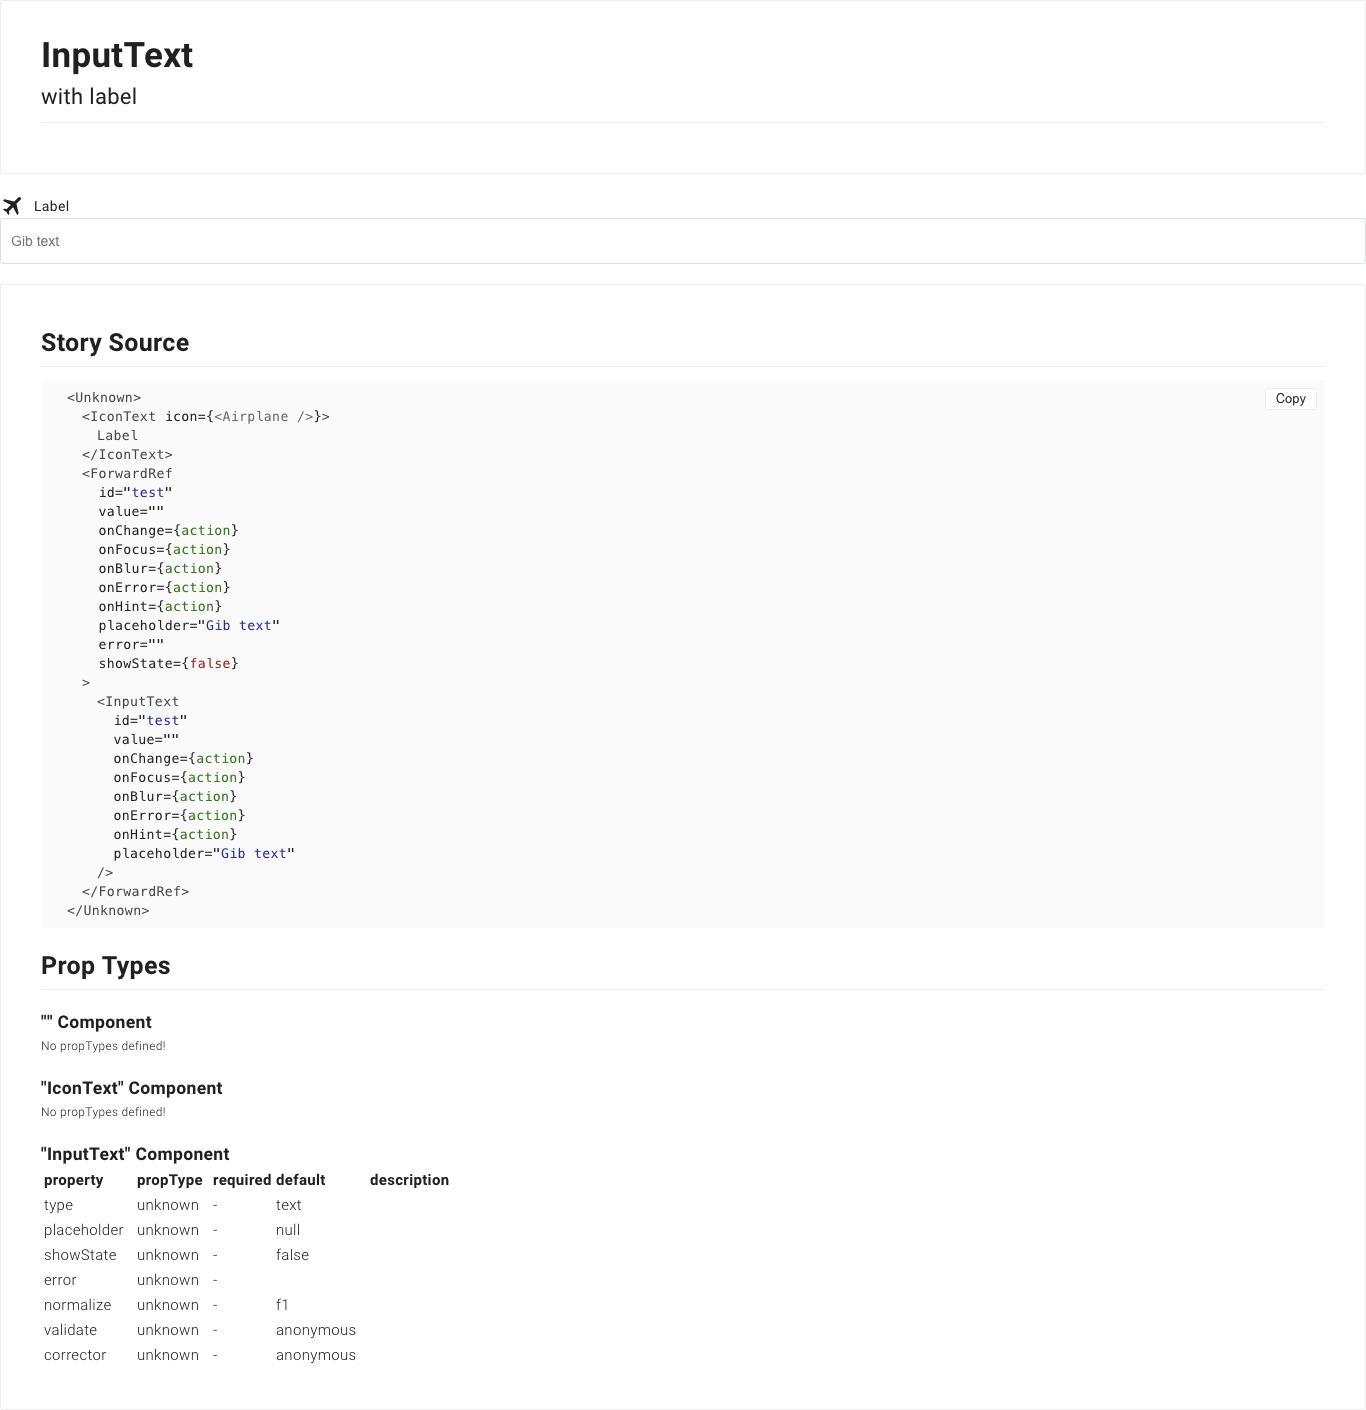 InputText
with label
Label
Gib text
Story Source
Copy
<Unknown>
<IconText icon={<Airplane />}>
Label
</IconText>
<ForwardRef
id="test"
value=""
onChange={action}
onFocus={action}
onBlur={action}
onError={action}
onHint={action}
placeholder="Gib text"
error=""
showState={false}
>
<InputText
id="test"
value=""
onChange={action}
onFocus={action}
onBlur={action}
onError={action}
onHint={action}
placeholder="Gib text"
/>
</ForwardRef>
</Unknown>
Prop Types
"" Component
No propTypes defined!
"IconText" Component
No propTypes defined!
"InputText" Component
property propType required default description
type unknown - text
placeholder unknown - null
showState unknown - false
error unknown -
normalize unknown - f1
validate unknown - anonymous
corrector unknown - anonymous